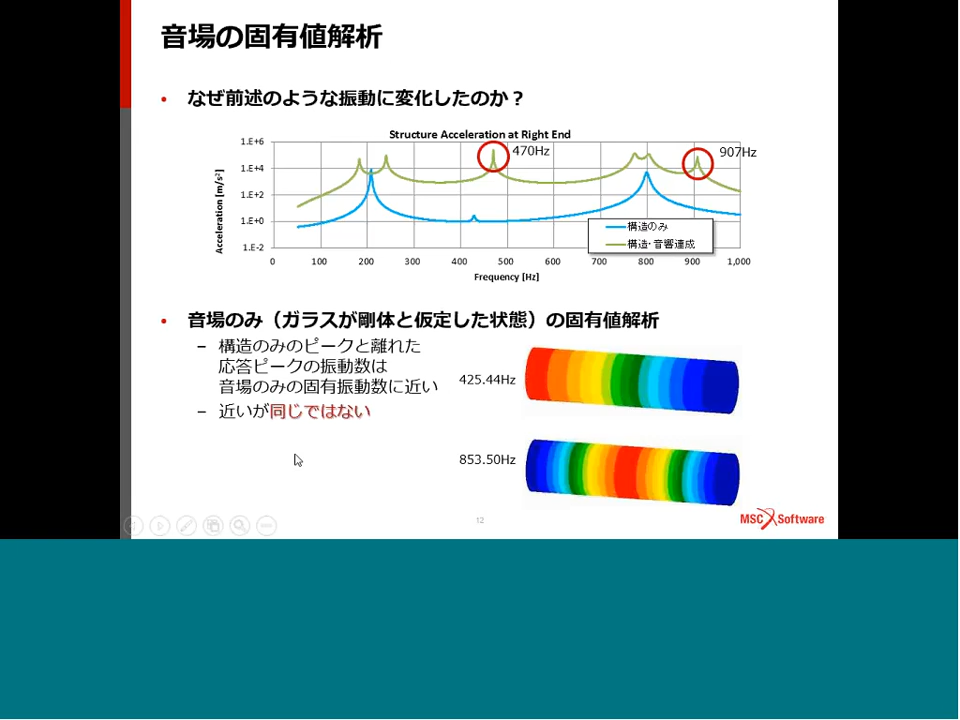 音場の固有値解析
• なぜ前述のような振動に変化したのか？
Structure Acceleration at Right End
1.E+6
1.E+4
1.E+2
1.E+0
1.E-2
Acceleration [m/s²]
470Hz
907Hz
構造のみ
構造・音響連成
0 100 200 300 400 500 600 700 800 900 1,000
Frequency [Hz]
• 音場のみ（ガラスが剛体と仮定した状態）の固有値解析
– 構造のみのピークと離れた
応答ピークの振動数は
音場のみの固有振動数に近い
– 近いが同じではない
425.44Hz
853.50Hz
12
MSC Software